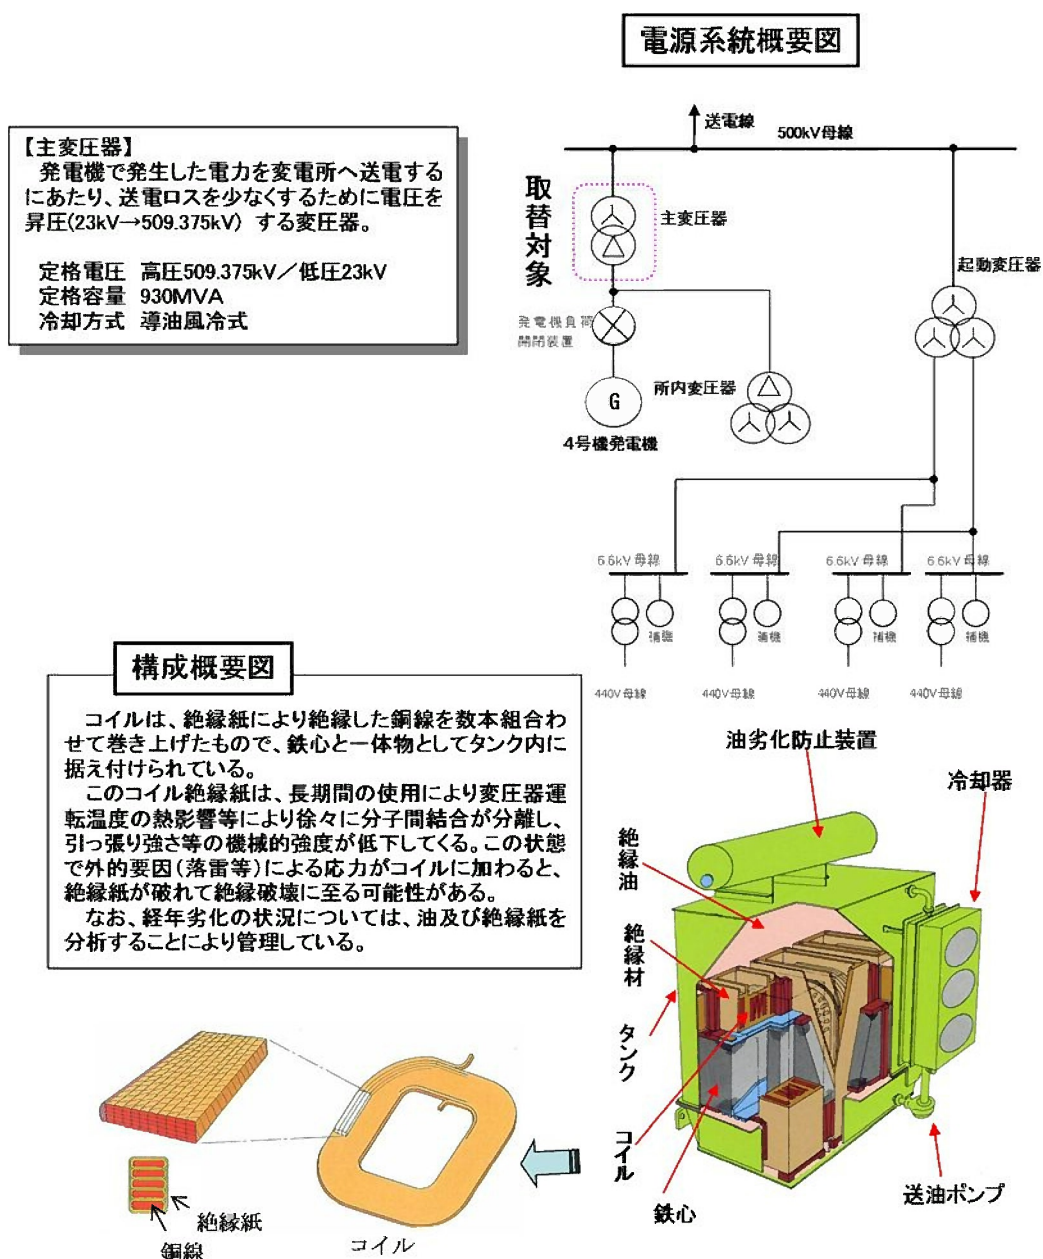 電源系統概要図
【主変圧器】
発電機で発生した電力を変電所へ送電する
にあたり、送電ロスを少なくするために電圧を
昇圧(23kV→509.375kV) する変圧器。
定格電圧 高圧509.375kV／低圧23kV
定格容量 930MVA
冷却方式 導油風冷式
送電線
500kV母線
取替対象
主変圧器
起動変圧器
発電機負荷
開閉装置
所内変圧器
G
4号機発電機
6.6kV 母線
6.6kV 母線
6.6kV 母線
6.6kV 母線
補機
補機
補機
補機
440V母線
440V母線
440V母線
440V母線
構成概要図
コイルは、絶縁紙により絶縁した銅線を数本組合わ
せて巻き上げたもので、鉄心と一体物としてタンク内に
据え付けられている。
このコイル絶縁紙は、長期間の使用により変圧器運
転温度の熱影響等により徐々に分子間結合が分離し、
引っ張り強さ等の機械的強度が低下してくる。この状態
で外的要因(落雷等)による応力がコイルに加わると、
絶縁紙が破れて絶縁破壊に至る可能性がある。
なお、経年劣化の状況については、油及び絶縁紙を
分析することにより管理している。
油劣化防止装置
冷却器
絶縁油
絶縁材
タンク
コイル
鉄心
送油ポンプ
絶縁紙
銅線
コイル